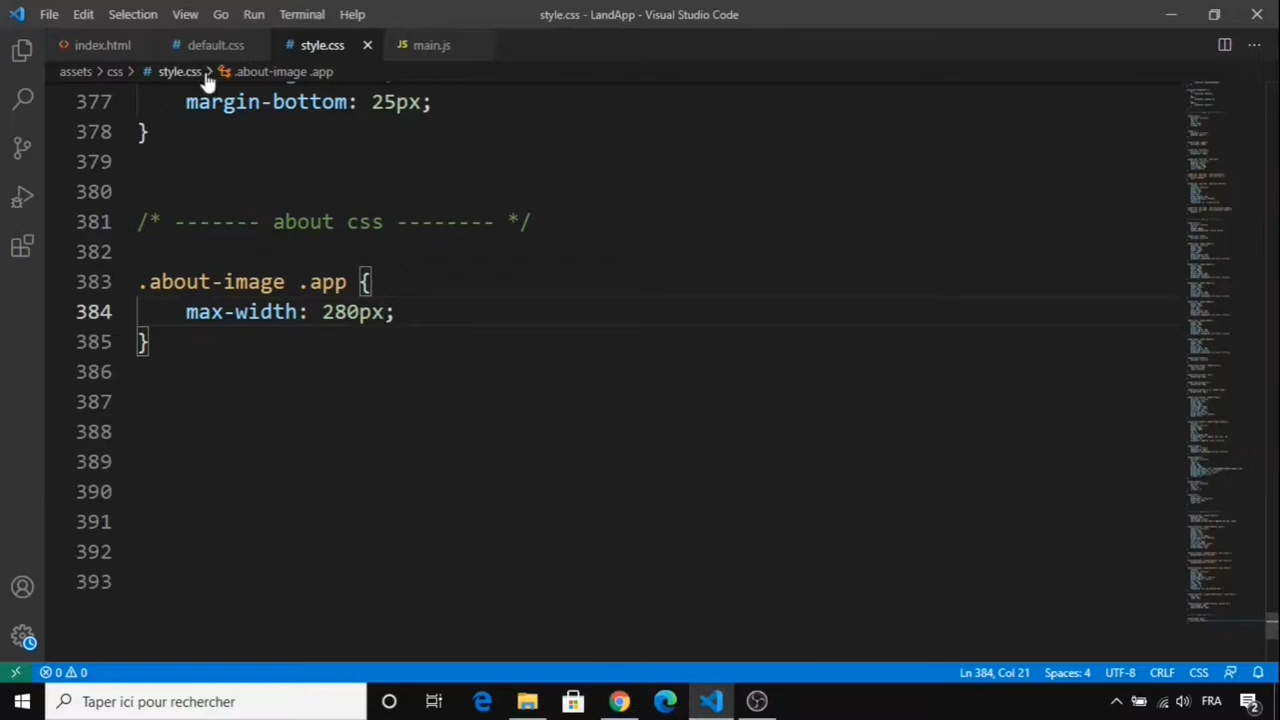 File Edit Selection View Go Run Terminal Help style.css - LandApp - Visual Studio Code
index.html default.css style.css main.js
assets > css > style.css > .about-image .app
377 margin-bottom: 25px;
378 }
379
380
381 /* ------- about css -------- */
382
383 .about-image .app {
384 max-width: 280px;
385 }
386
387
388
389
390
391
392
393
0 0 Ln 384, Col 21 Spaces: 4 UTF-8 CRLF CSS
Taper ici pour rechercher FRA 2